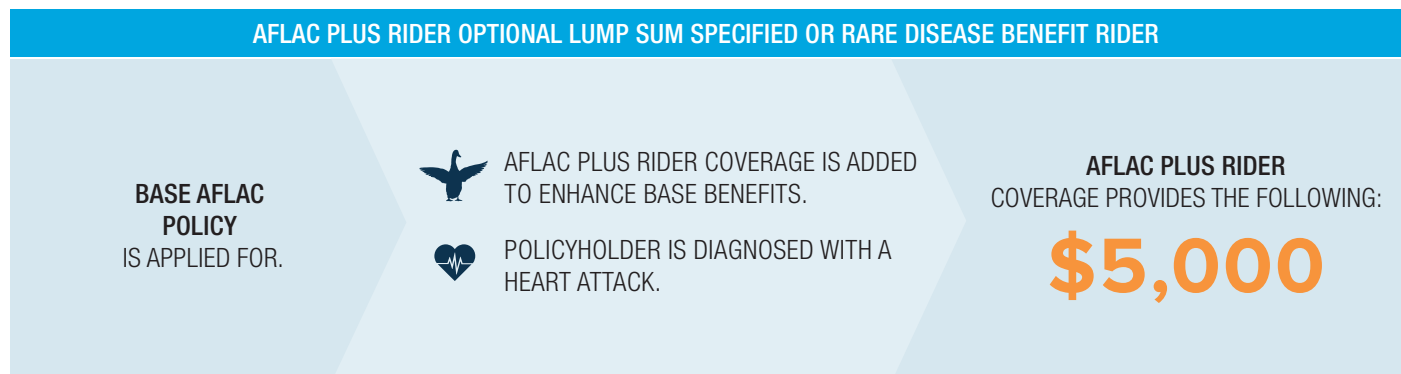 AFLAC PLUS RIDER OPTIONAL LUMP SUM SPECIFIED OR RARE DISEASE BENEFIT RIDER
BASE AFLAC
POLICY
IS APPLIED FOR.
AFLAC PLUS RIDER COVERAGE IS ADDED
TO ENHANCE BASE BENEFITS.
POLICYHOLDER IS DIAGNOSED WITH A
HEART ATTACK.
AFLAC PLUS RIDER
COVERAGE PROVIDES THE FOLLOWING:
$5,000